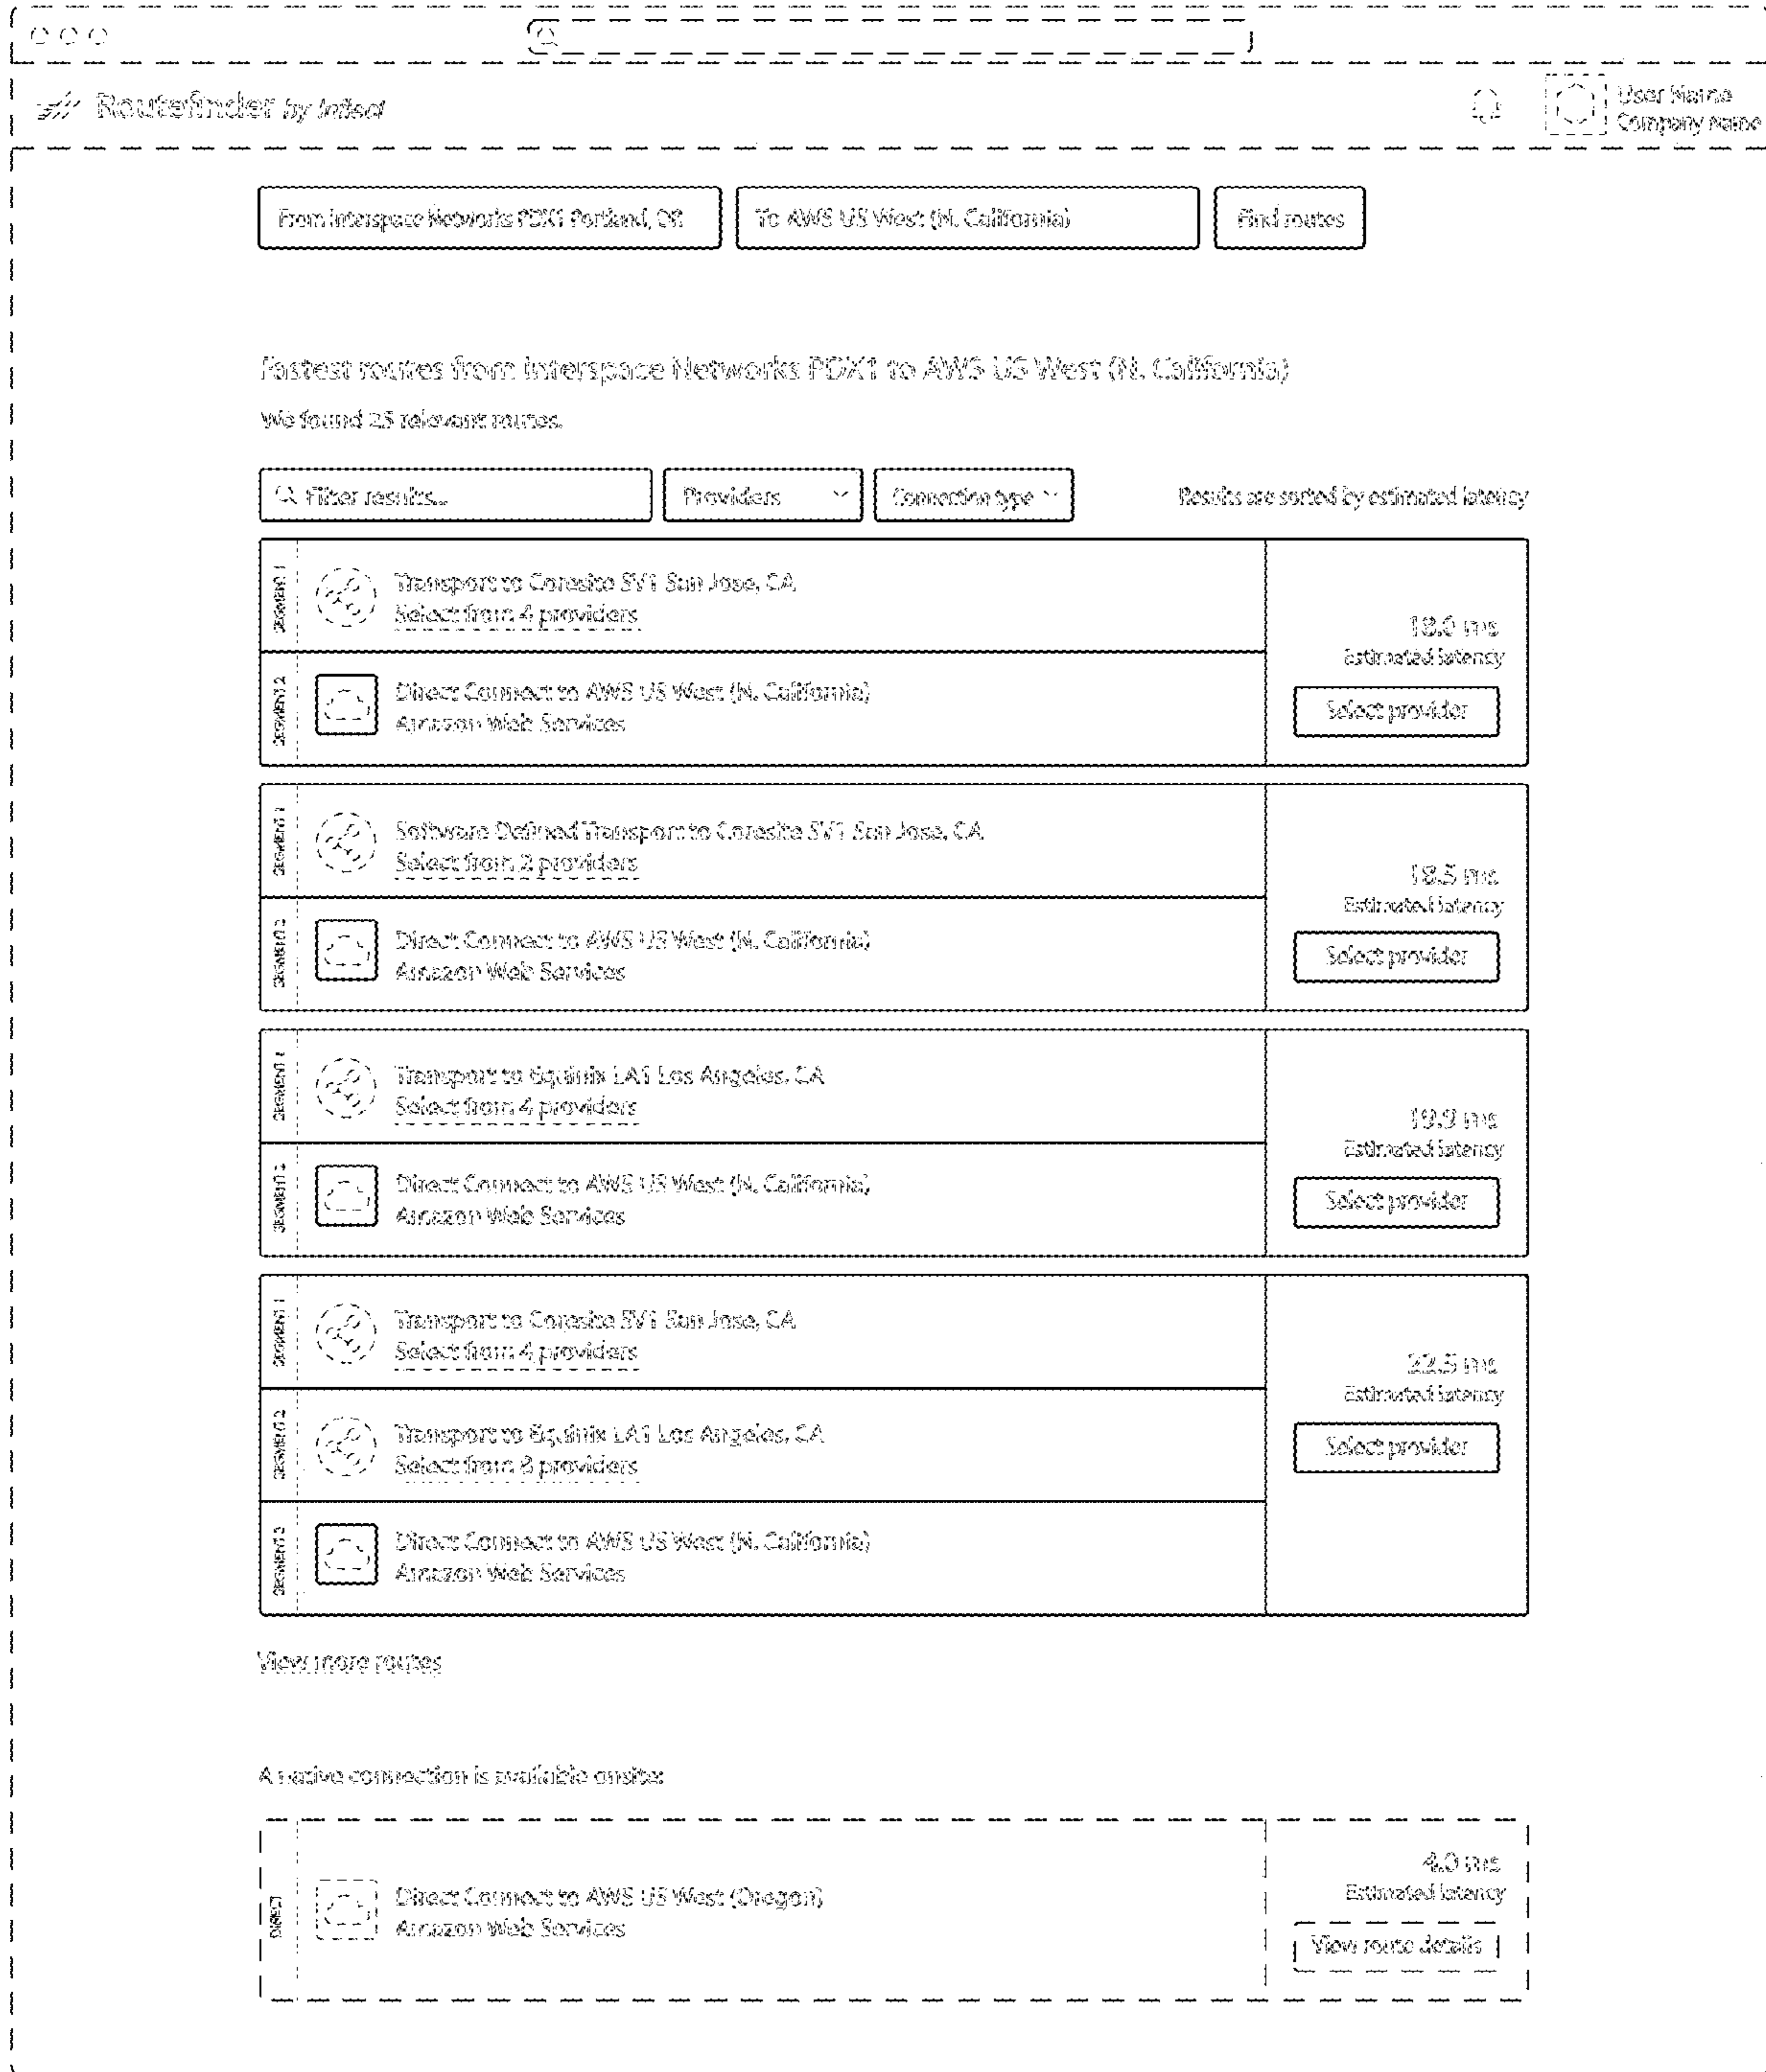 Routefinder by Inflect
User Name
Company name
From Interspace Networks PDX1 Portland, OR
To AWS US West (N. California)
Find routes
Fastest routes from Interspace Networks PDX1 to AWS US West (N. California)
We found 25 relevant routes.
Filter results...
Providers
Connection type
Results are sorted by estimated latency
SEGMENT 1
Transport to Coresite SV1 San Jose, CA
Select from 4 providers
SEGMENT 2
Direct Connect to AWS US West (N. California)
Amazon Web Services
18.0 ms
Estimated latency
Select provider
SEGMENT 1
Software Defined Transport to Coresite SV1 San Jose, CA
Select from 2 providers
SEGMENT 2
Direct Connect to AWS US West (N. California)
Amazon Web Services
18.5 ms
Estimated latency
Select provider
SEGMENT 1
Transport to Equinix LA1 Los Angeles, CA
Select from 4 providers
SEGMENT 2
Direct Connect to AWS US West (N. California)
Amazon Web Services
19.9 ms
Estimated latency
Select provider
SEGMENT 1
Transport to Coresite SV1 San Jose, CA
Select from 4 providers
SEGMENT 2
Transport to Equinix LA1 Los Angeles, CA
Select from providers
SEGMENT 3
Direct Connect to AWS US West (N. California)
Amazon Web Services
22.5 ms
Estimated latency
Select provider
View more routes
A native connection is available onsite:
DIRECT
Direct Connect to AWS US West (Oregon)
Amazon Web Services
4.0 ms
Estimated latency
View route details